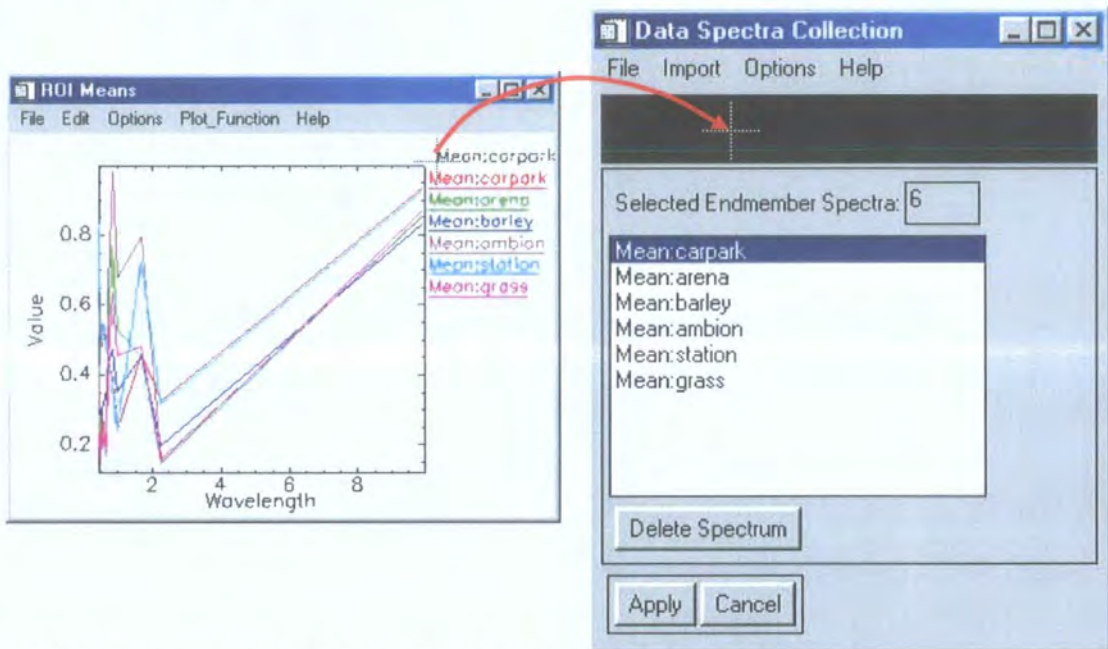 ROI Means
File Edit Options Plot_Function Help
Mean:carpark
Mean:carpark
Mean:arena
Mean:barley
Mean:ambion
Mean:station
Mean:grass
0.8
0.6
0.4
0.2
Value
2 4 6 8
Wavelength
Data Spectra Collection
File Import Options Help
Selected Endmember Spectra: 6
Mean:carpark
Mean:arena
Mean:barley
Mean:ambion
Mean:station
Mean:grass
Delete Spectrum
Apply Cancel